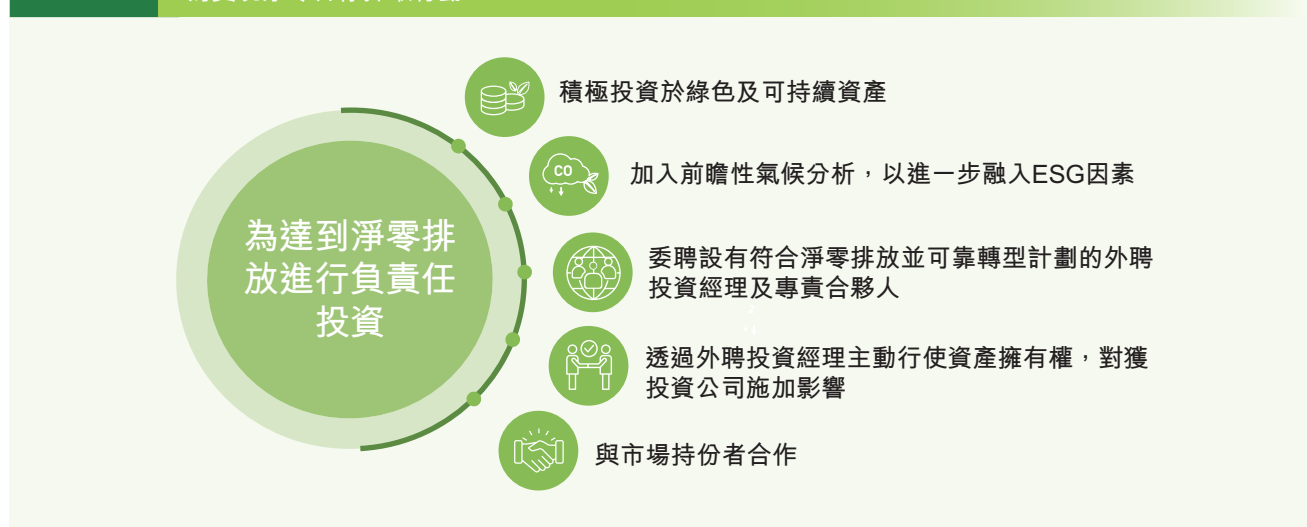 為達到淨零排
放進行負責任
投資
積極投資於綠色及可持續資產
CO
加入前瞻性氣候分析，以進一步融入ESG因素
委聘設有符合淨零排放並可靠轉型計劃的外聘
投資經理及專責合夥人
透過外聘投資經理主動行使資產擁有權，對獲
投資公司施加影響
與市場持份者合作